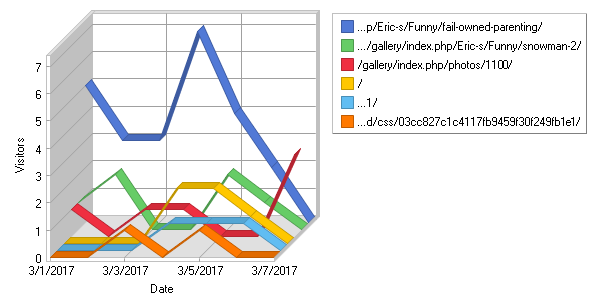 7
6
5
4
3
2
1
0
Visitors
3/1/2017
3/3/2017
3/5/2017
3/7/2017
Date
...p/Eric-s/Funny/fail-owned-parenting/
.../gallery/index.php/Eric-s/Funny/snowman-2/
/gallery/index.php/photos/1100/
/
...1/
...d/css/03cc827c1c4117fb9459f30f249fb1e1/